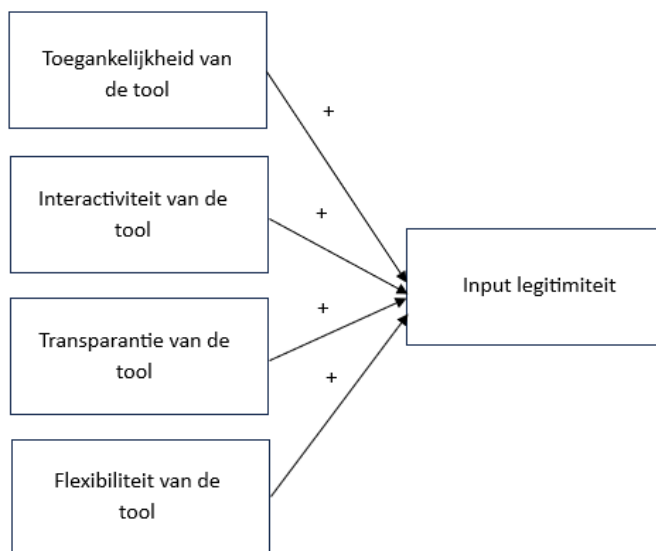 Toegankelijkheid van
de tool
+
Interactiviteit van de
tool
+
Input legitimiteit
Transparantie van de
tool
+
+
Flexibiliteit van de
tool